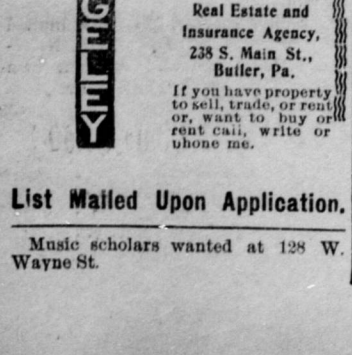 GELEY
Real Estate and
Insurance Agency,
238 S. Main St.,
Butler, Pa.
If you have property
to sell, trade, or rent
or, want to buy or
rent call, write or
phone me.
List Mailed Upon Application.
Music scholars wanted at 128 W.
Wayne St.